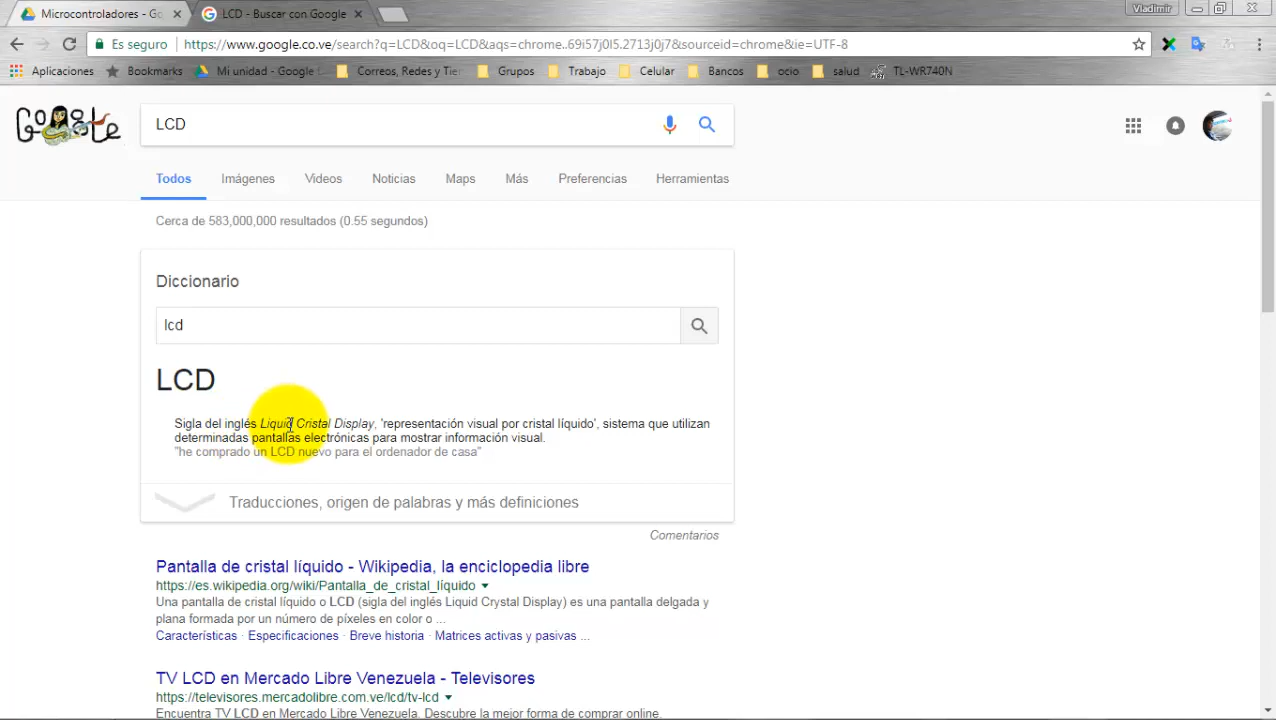 Microcontroladores - Go
LCD - Buscar con Google
Vladimir
Es seguro
https://www.google.co.ve/search?q=LCD&oq=LCD&aqs=chrome..69i57j0l5.2713j0j7&sourceid=chrome&ie=UTF-8
Aplicaciones
Bookmarks
Mi unidad - Google
Correos, Redes y Tier
Grupos
Trabajo
Celular
Bancos
ocio
salud
TL-WR740N
Google
LCD
Todos
Imágenes
Videos
Noticias
Maps
Más
Preferencias
Herramientas
Cerca de 583,000,000 resultados (0.55 segundos)
Diccionario
lcd
LCD
Sigla del inglés Liquid Cristal Display, 'representación visual por cristal líquido', sistema que utilizan
determinadas pantallas electrónicas para mostrar información visual.
"he comprado un LCD nuevo para el ordenador de casa"
Traducciones, origen de palabras y más definiciones
Comentarios
Pantalla de cristal líquido - Wikipedia, la enciclopedia libre
https://es.wikipedia.org/wiki/Pantalla_de_cristal_líquido
Una pantalla de cristal líquido o LCD (sigla del inglés Liquid Crystal Display) es una pantalla delgada y
plana formada por un número de píxeles en color o ...
Características · Especificaciones · Breve historia · Matrices activas y pasivas ...
TV LCD en Mercado Libre Venezuela - Televisores
https://televisores.mercadolibre.com.ve/lcd/tv-lcd
Encuentra TV LCD en Mercado Libre Venezuela. Descubre la mejor forma de comprar online.